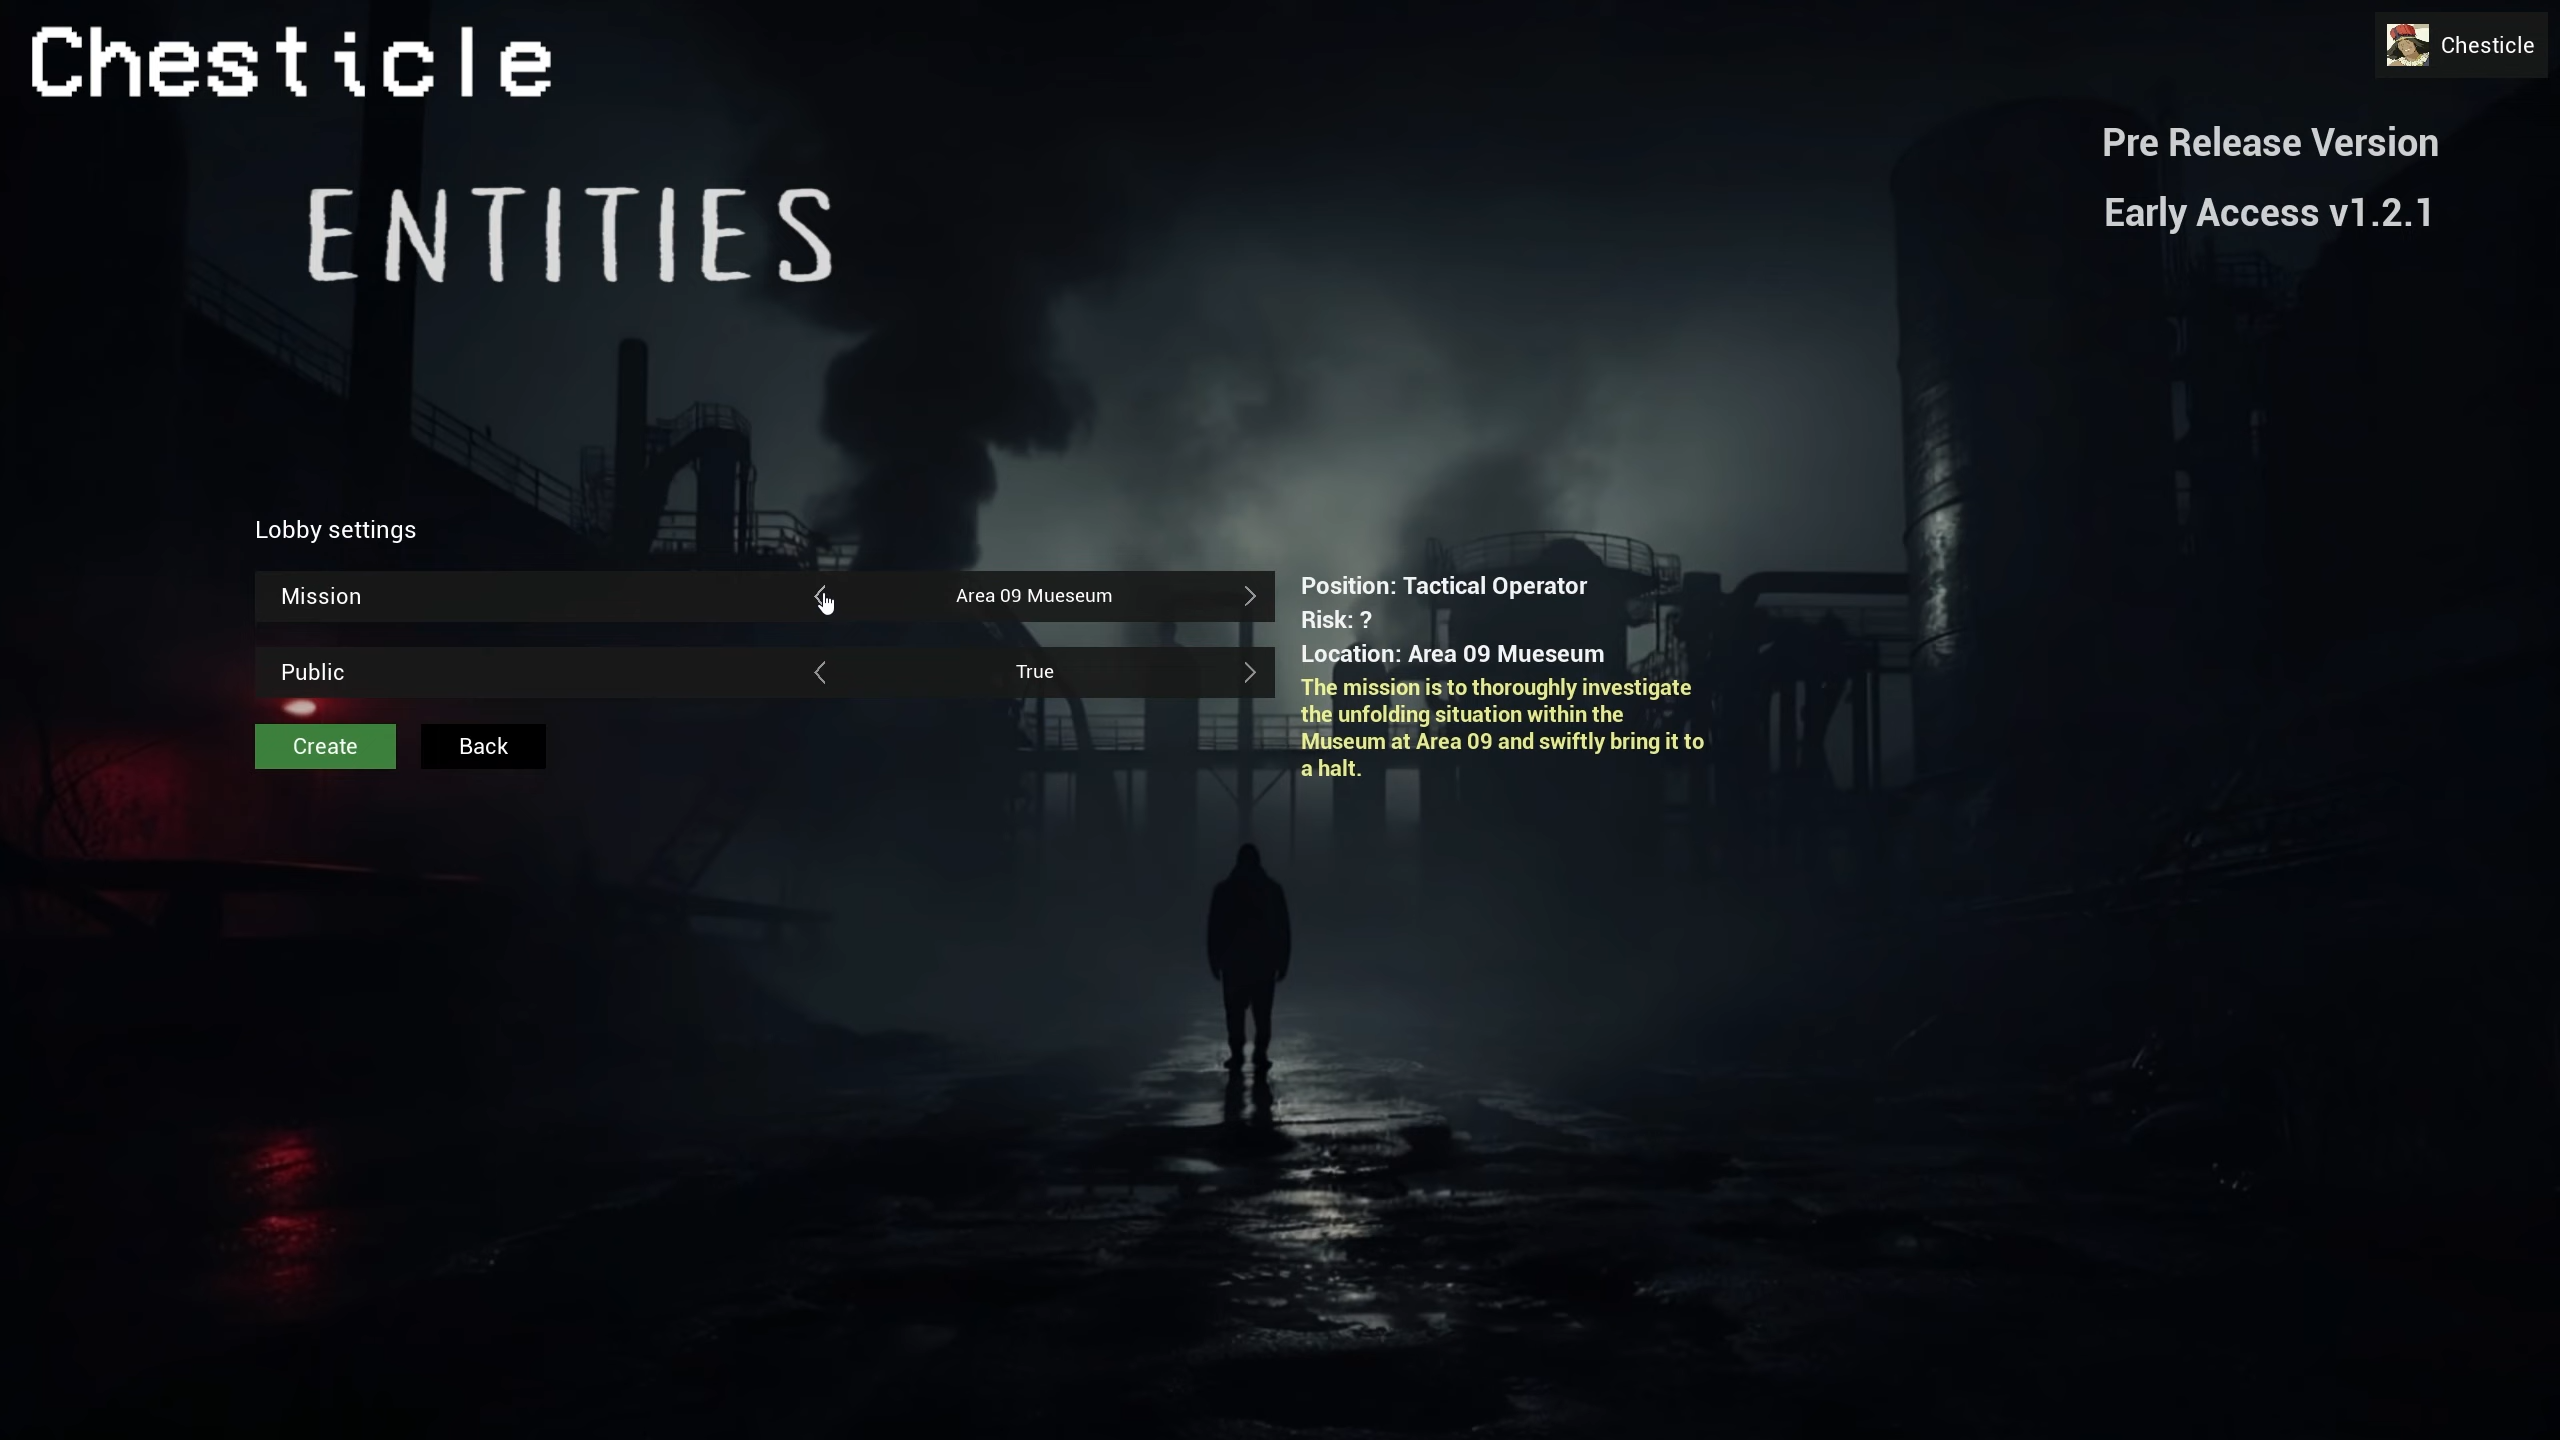 Chesticle
Chesticle
Pre Release Version
ENTITIES
Early Access v1.2.1
Lobby settings
Mission
Area 09 Mueseum
Public
True
Create
Back
Position: Tactical Operator
Risk: ?
Location: Area 09 Mueseum
The mission is to thoroughly investigate
the unfolding situation within the
Museum at Area 09 and swiftly bring it to
a halt.